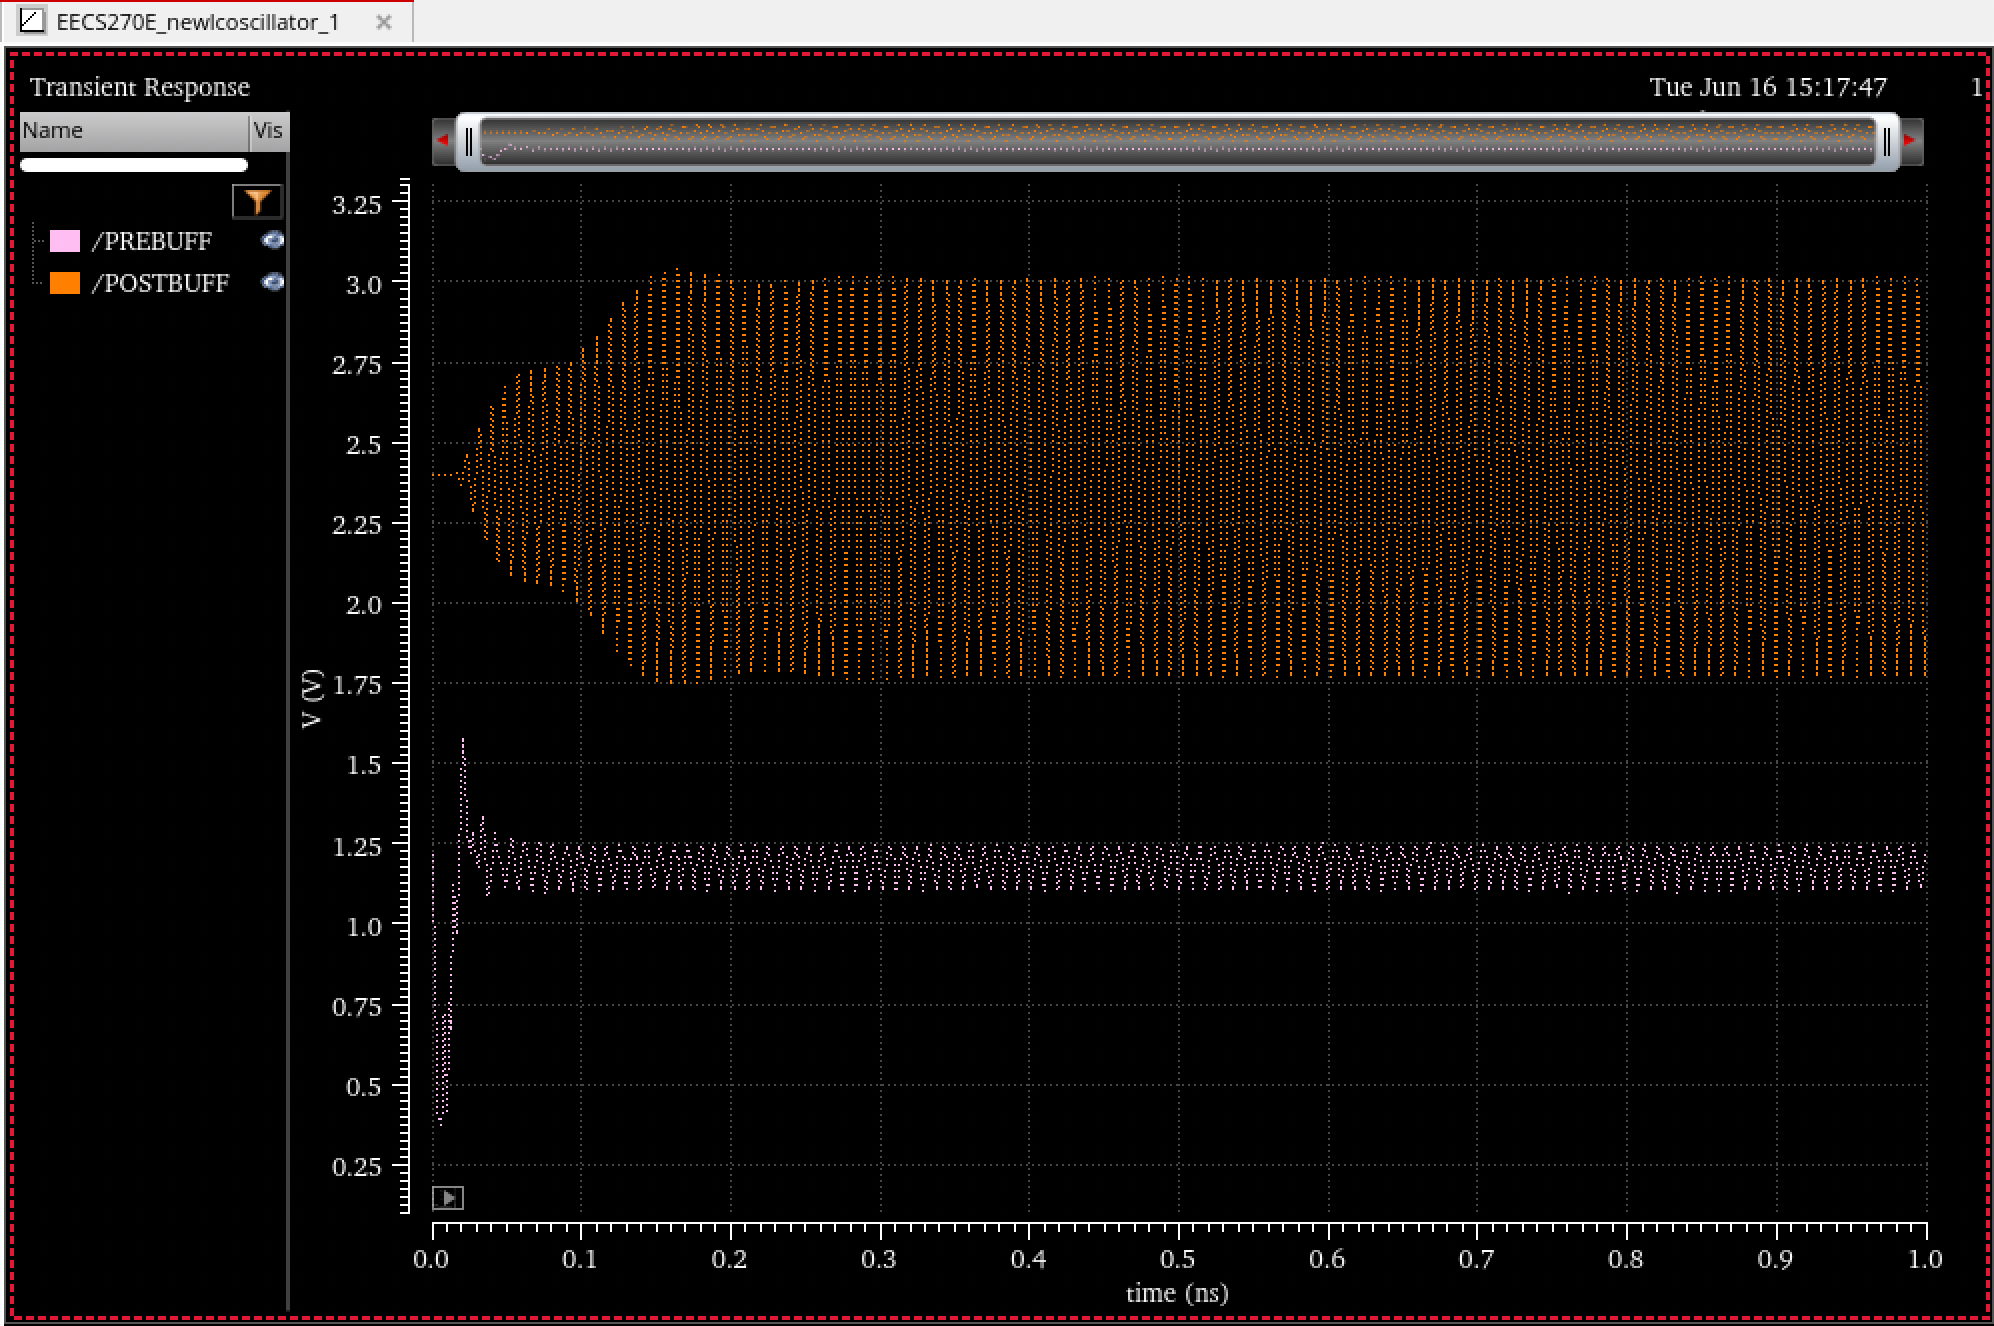 EECS270E_newlcoscillator_1
Transient Response
Tue Jun 16 15:17:47 1
Name Vis
/PREBUFF
/POSTBUFF
3.25
3.0
2.75
2.5
2.25
2.0
1.75
1.5
1.25
1.0
0.75
0.5
0.25
V (V)
0.0 0.1 0.2 0.3 0.4 0.5 0.6 0.7 0.8 0.9 1.0
time (ns)